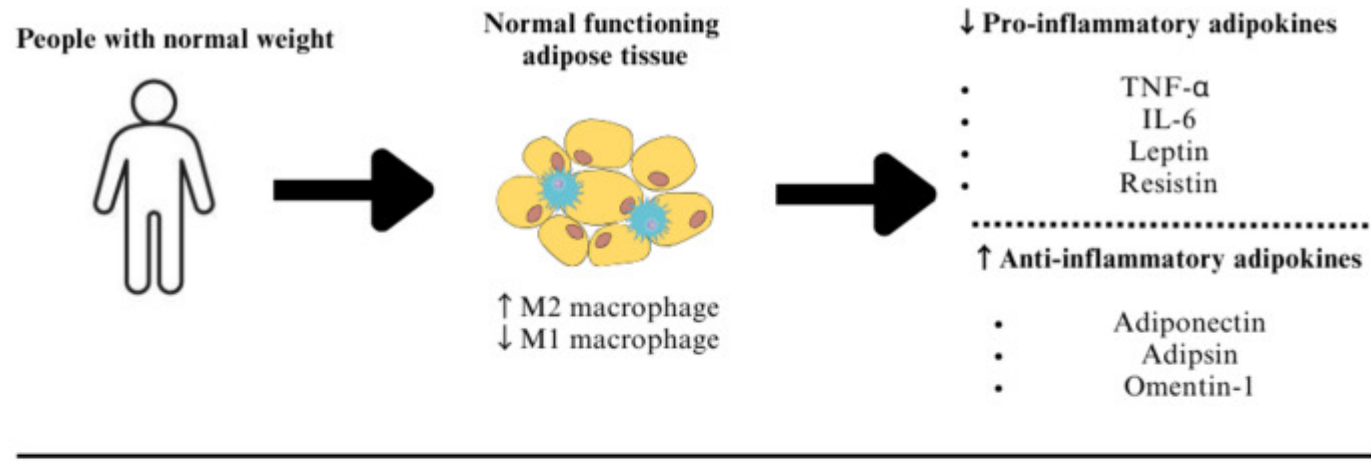 People with normal weight
Normal functioning
adipose tissue
↑ M2 macrophage
↓ M1 macrophage
↓ Pro-inflammatory adipokines
• TNF-α
• IL-6
• Leptin
• Resistin
↑ Anti-inflammatory adipokines
• Adiponectin
• Adipsin
• Omentin-1